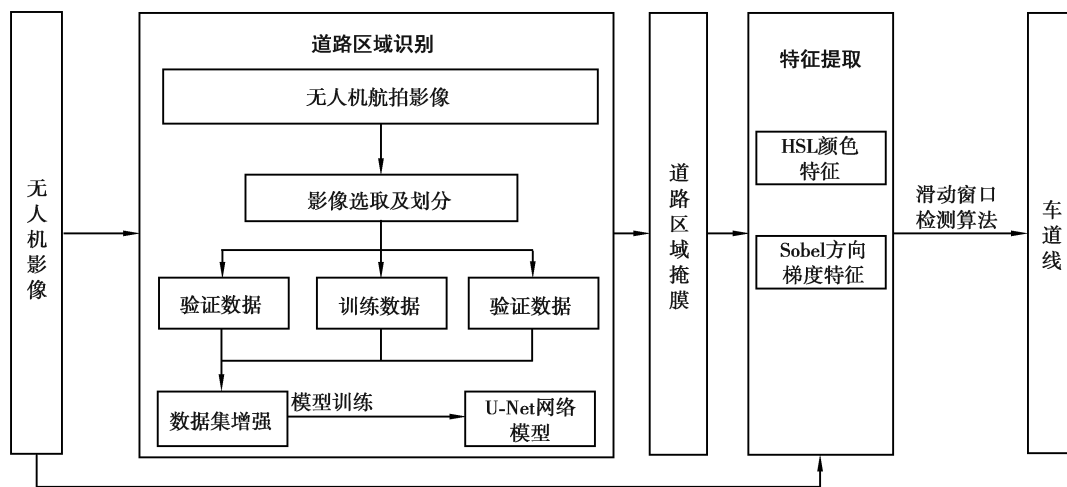 无人机影像
道路区域识别
无人机航拍影像
影像选取及划分
验证数据
训练数据
验证数据
数据集增强
模型训练
U-Net网络
模型
道路区域掩膜
特征提取
HSL颜色
特征
Sobel方向
梯度特征
滑动窗口
检测算法
车道线